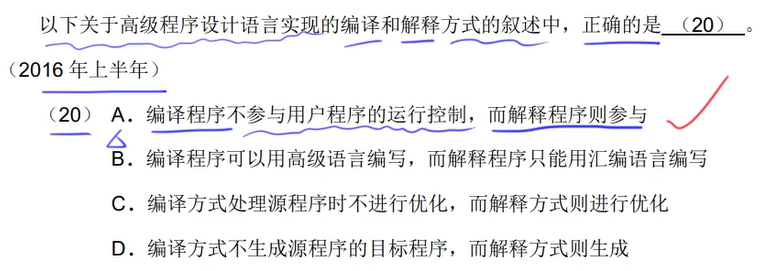 以下关于高级程序设计语言实现的编译和解释方式的叙述中，正确的是 （20） 。
（2016 年上半年）
（20） A．编译程序不参与用户程序的运行控制，而解释程序则参与
B．编译程序可以用高级语言编写，而解释程序只能用汇编语言编写
C．编译方式处理源程序时不进行优化，而解释方式则进行优化
D．编译方式不生成源程序的目标程序，而解释方式则生成